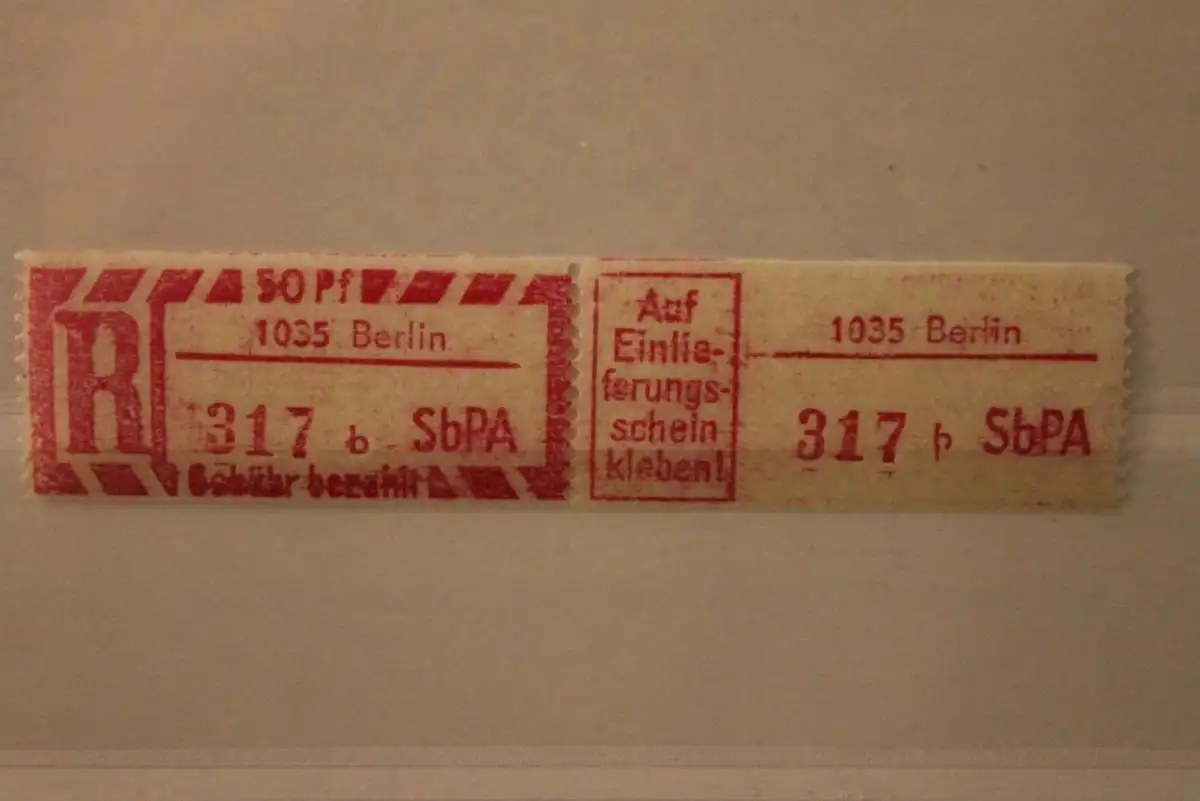 50 Pf
R
1035 Berlin
317 b SbPA
Gebühr bezahlt
Auf
Einlie-
ferungs-
schein
kleben!
1035 Berlin
317 b SbPA